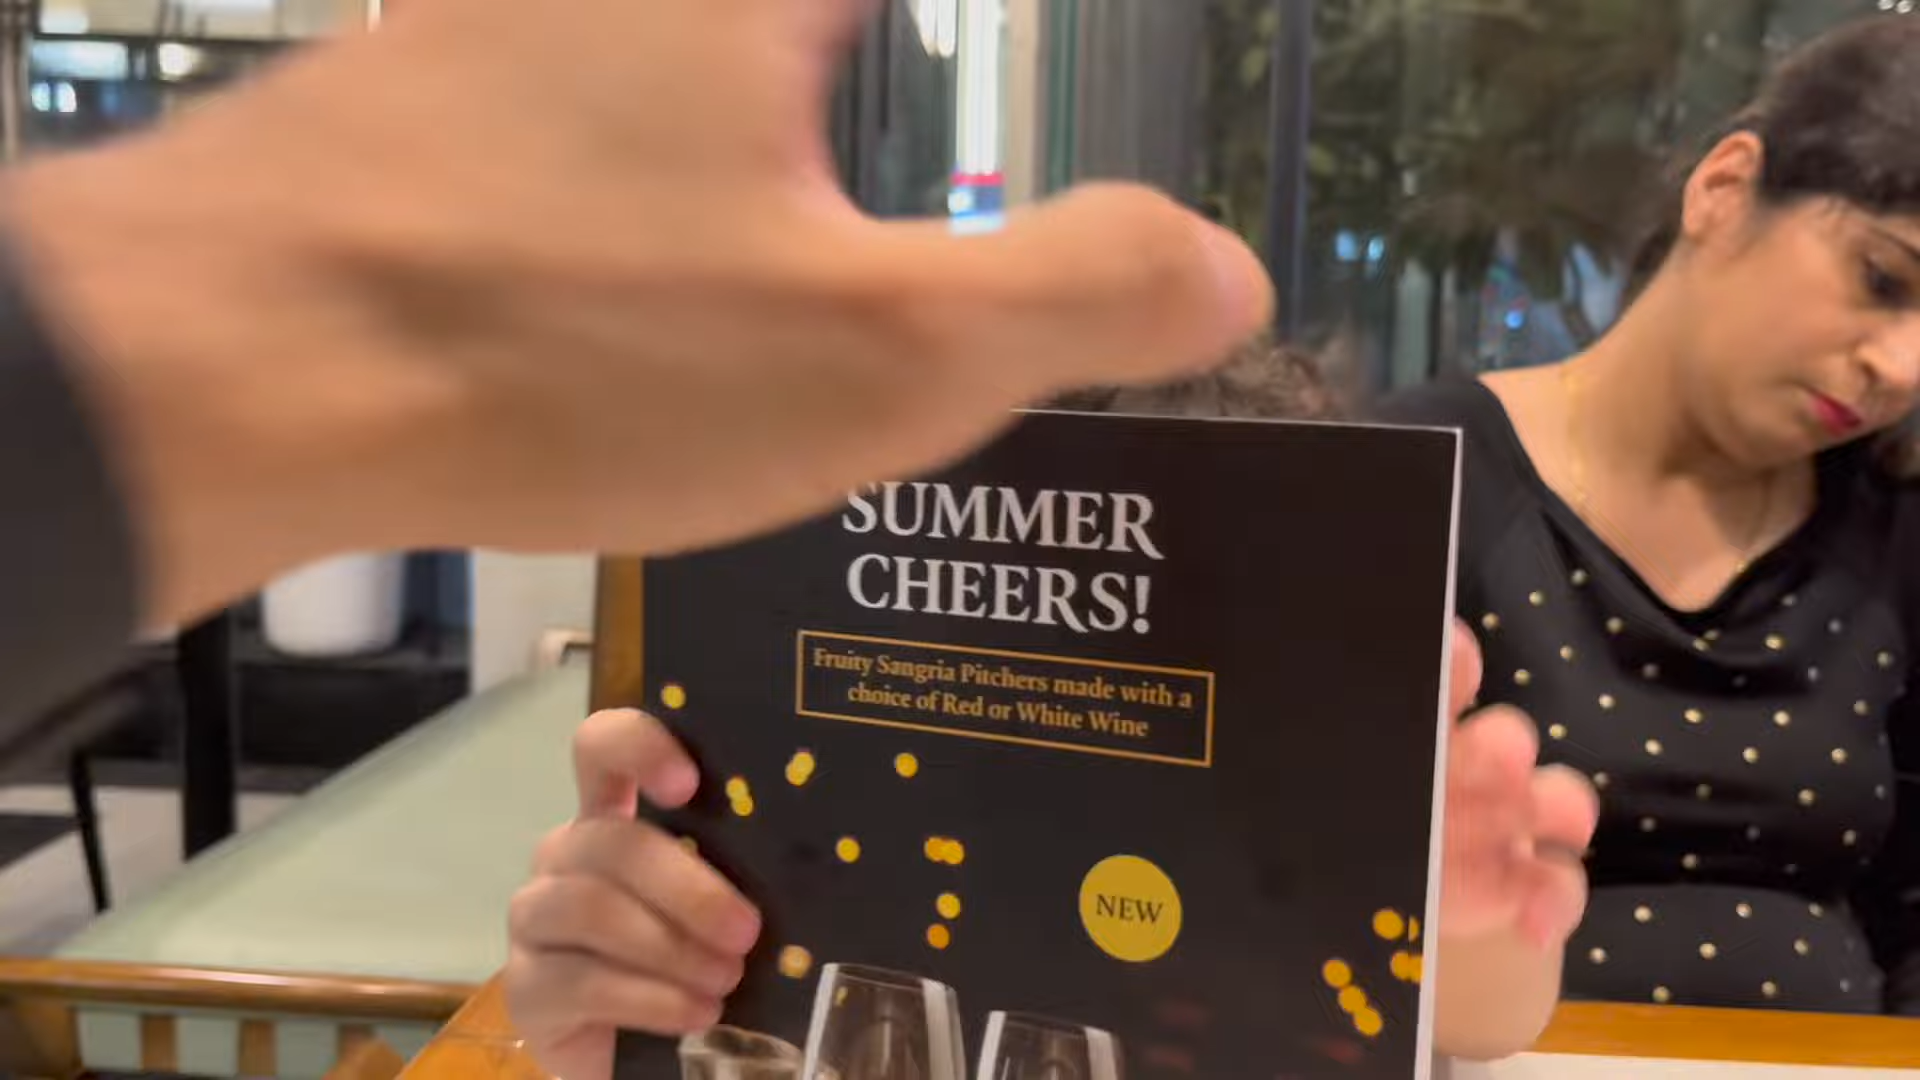 SUMMER
CHEERS!
Fruity Sangria Pitchers made with a
choice of Red or White Wine
NEW